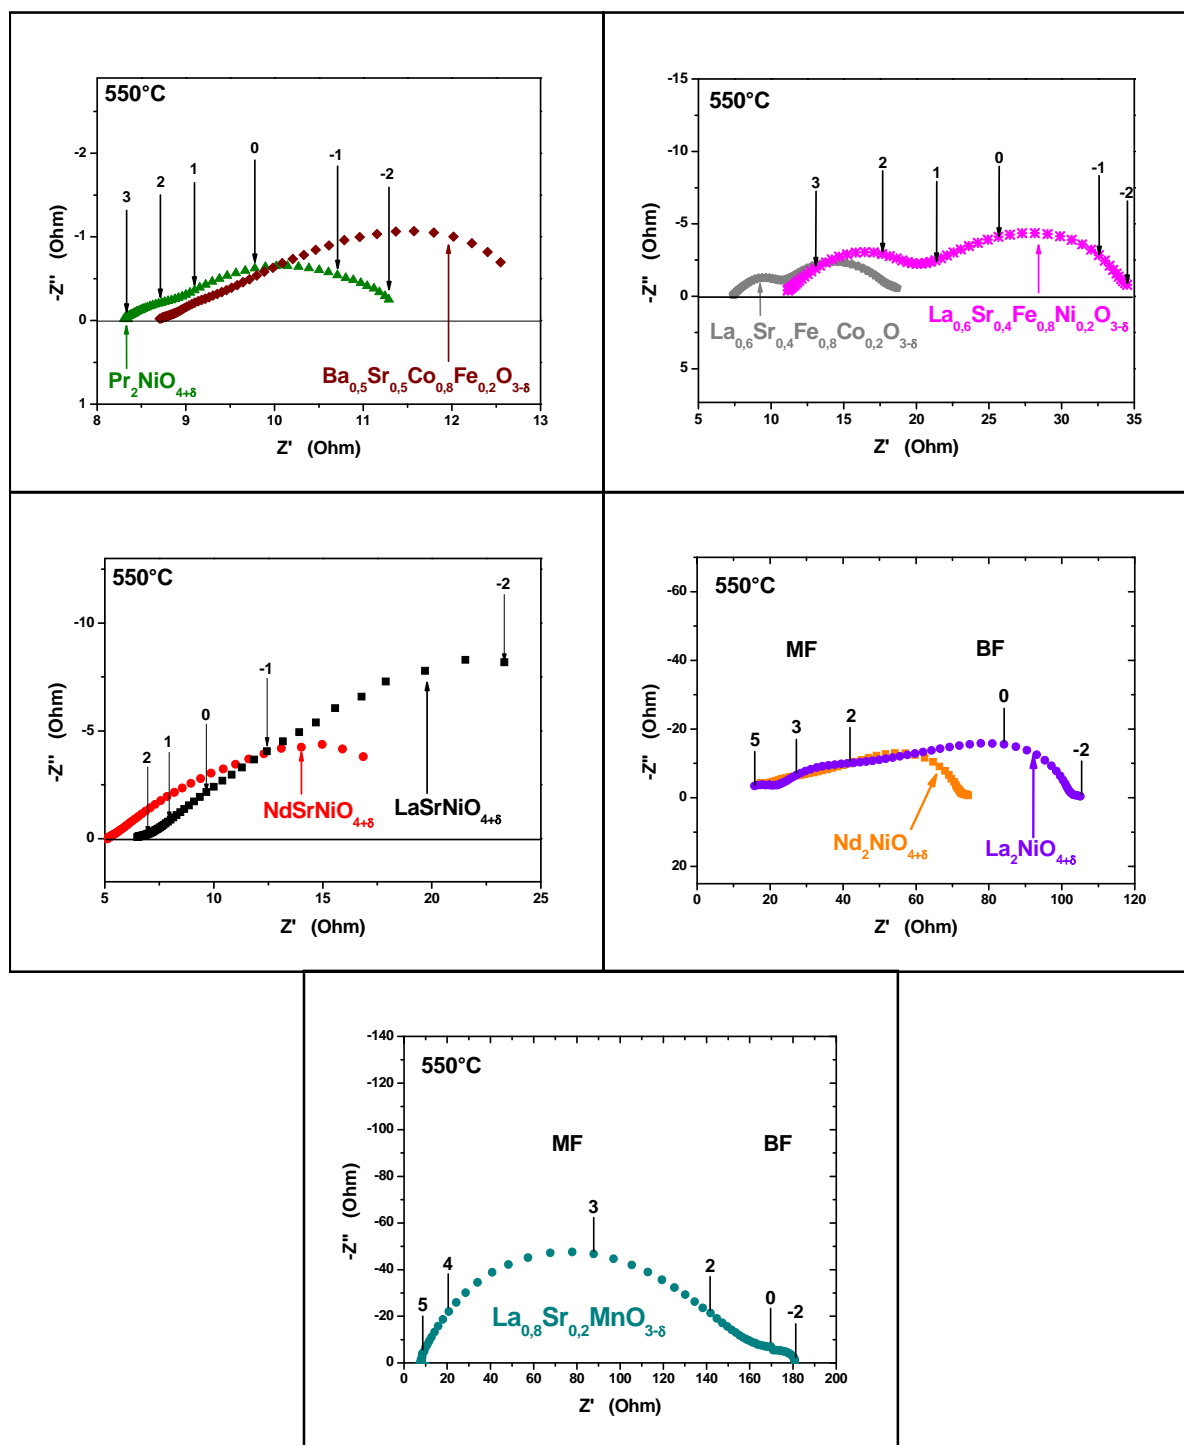 550°C
-2
-1
0
1
3
2
1
0
-1
-2
-Z'' (Ohm)
Pr2NiO4+δ
Ba0,5Sr0,5Co0,8Fe0,2O3-δ
8 9 10 11 12 13
Z' (Ohm)
550°C
-15
-10
-5
0
5
3
2
1
0
-1
-2
-Z'' (Ohm)
La0,6Sr0,4Fe0,8Co0,2O3-δ
La0,6Sr0,4Fe0,8Ni0,2O3-δ
5 10 15 20 25 30 35
Z' (Ohm)
550°C
-10
-5
0
2
1
0
-1
-2
-Z'' (Ohm)
NdSrNiO4+δ
LaSrNiO4+δ
5 10 15 20 25
Z' (Ohm)
550°C
-60
-40
-20
0
20
MF
BF
5
3
2
0
-2
-Z'' (Ohm)
Nd2NiO4+δ
La2NiO4+δ
0 20 40 60 80 100 120
Z' (Ohm)
550°C
-140
-120
-100
-80
-60
-40
-20
0
MF
BF
5
4
3
2
0
-2
-Z'' (Ohm)
La0,8Sr0,2MnO3-δ
0 20 40 60 80 100 120 140 160 180 200
Z' (Ohm)